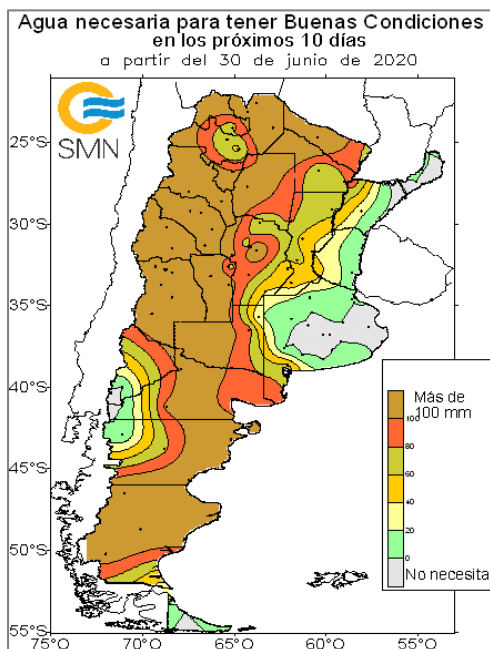 Agua necesaria para tener Buenas Condiciones
en los próximos 10 días
a partir del 30 de junio de 2020
SMN
25°S
30°S
35°S
40°S
45°S
50°S
55°S
75°O 70°O 65°O 60°O 55°O
Más de
100 mm
100
80
60
40
20
0
No necesita